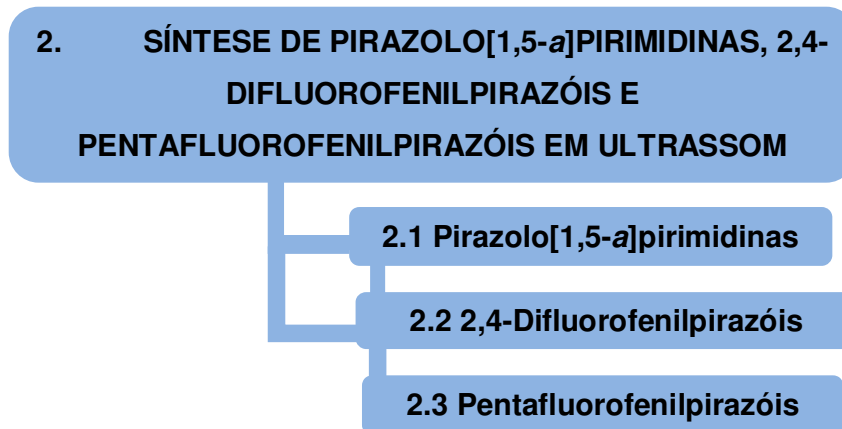 2. SÍNTESE DE PIRAZOLO[1,5-a]PIRIMIDINAS, 2,4-
DIFLUOROFENILPIRAZÓIS E
PENTAFLUOROFENILPIRAZÓIS EM ULTRASSOM
2.1 Pirazolo[1,5-a]pirimidinas
2.2 2,4-Difluorofenilpirazóis
2.3 Pentafluorofenilpirazóis